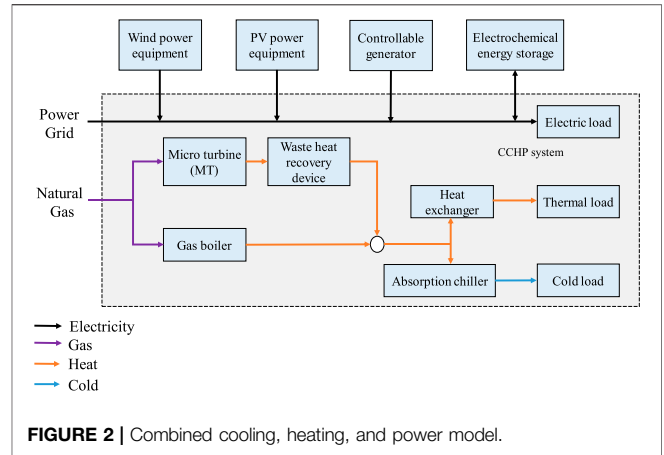 Wind power
equipment
PV power
equipment
Controllable
generator
Electrochemical
energy storage
Power
Grid
Electric load
CCHP system
Micro turbine
(MT)
Waste heat
recovery
device
Natural
Gas
Heat
exchanger
Thermal load
Gas boiler
Absorption chiller
Cold load
Electricity
Gas
Heat
Cold
FIGURE 2 | Combined cooling, heating, and power model.